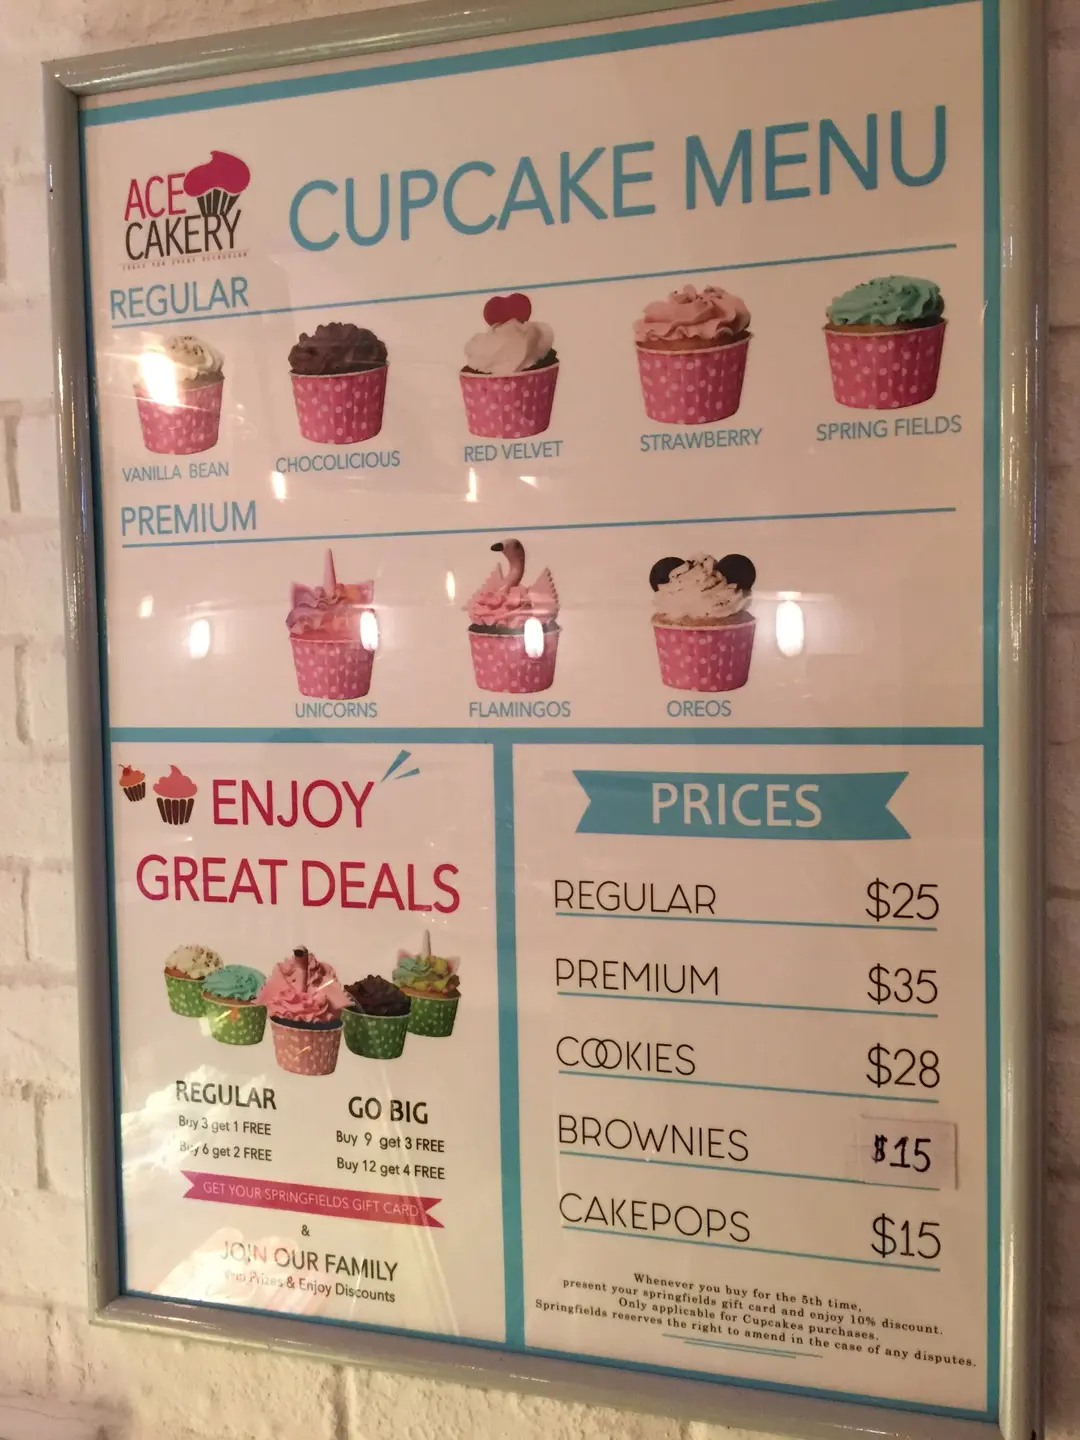 ACE
CAKERY
CUPCAKE MENU
REGULAR
VANILLA BEAN
CHOCOLICIOUS
RED VELVET
STRAWBERRY
SPRING FIELDS
PREMIUM
UNICORNS
FLAMINGOS
OREOS
ENJOY
GREAT DEALS
REGULAR
Buy 3 get 1 FREE
Buy 6 get 2 FREE
GO BIG
Buy 9 get 3 FREE
Buy 12 get 4 FREE
GET YOUR SPRINGFIELDS GIFT CARD
&
JOIN OUR FAMILY
Prizes & Enjoy Discounts
PRICES
REGULAR $25
PREMIUM $35
COOKIES $28
BROWNIES $15
CAKEPOPS $15
Whenever you buy for the 5th time,
present your springfields gift card and enjoy 10% discount.
Only applicable for Cupcakes purchases.
Springfields reserves the right to amend in the case of any disputes.